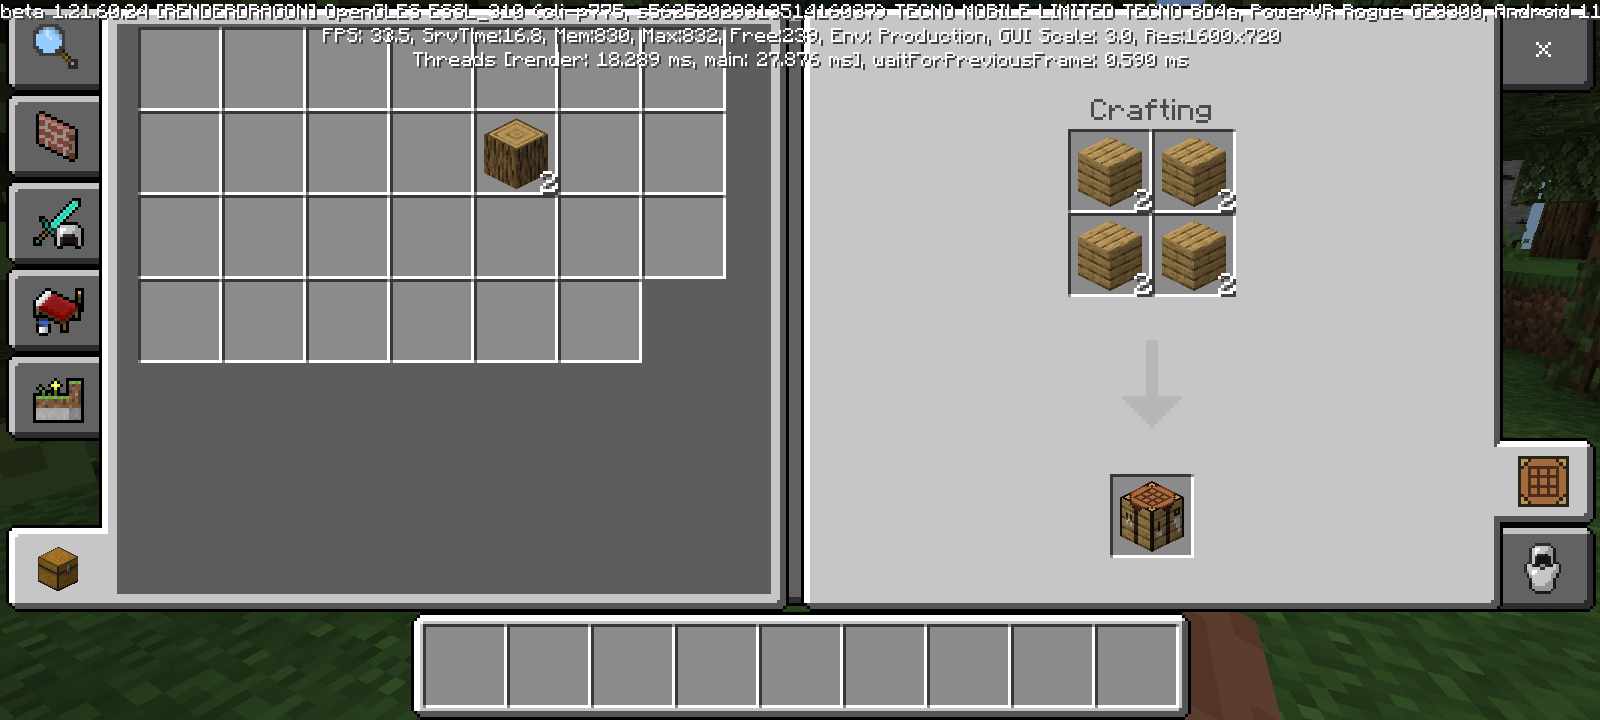 beta 1.21.60.24 [RENDERDRAGON] OpenGLES ESSL_310 TECNO MOBILE LIMITED TECNO BD4a, PowerVR Rogue GE8300, Android 11
FPS: 33.5, SrvTime:16.8, Mem:830, Max:832, Free:239, Env: Production, GUI Scale: 3.0, Res:1600x720
Threads [render: 18.289 ms, main: 27.876 ms], waitForPreviousFrame: 0.590 ms
Crafting
2
2
2
2
2